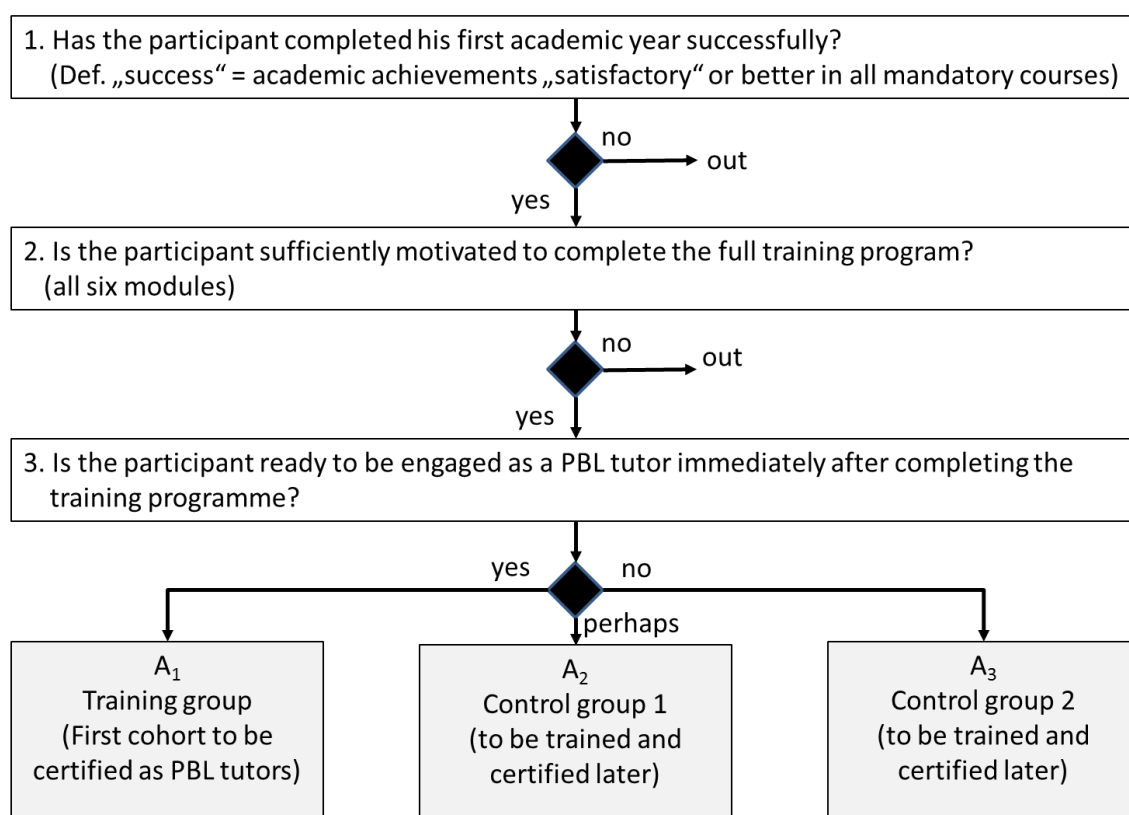 1. Has the participant completed his first academic year successfully?
(Def. „success“ = academic achievements „satisfactory“ or better in all mandatory courses)
no
out
yes
2. Is the participant sufficiently motivated to complete the full training program?
(all six modules)
no
out
yes
3. Is the participant ready to be engaged as a PBL tutor immediately after completing the
training programme?
yes
no
perhaps
A₁
Training group
(First cohort to be
certified as PBL tutors)
A₂
Control group 1
(to be trained and
certified later)
A₃
Control group 2
(to be trained and
certified later)